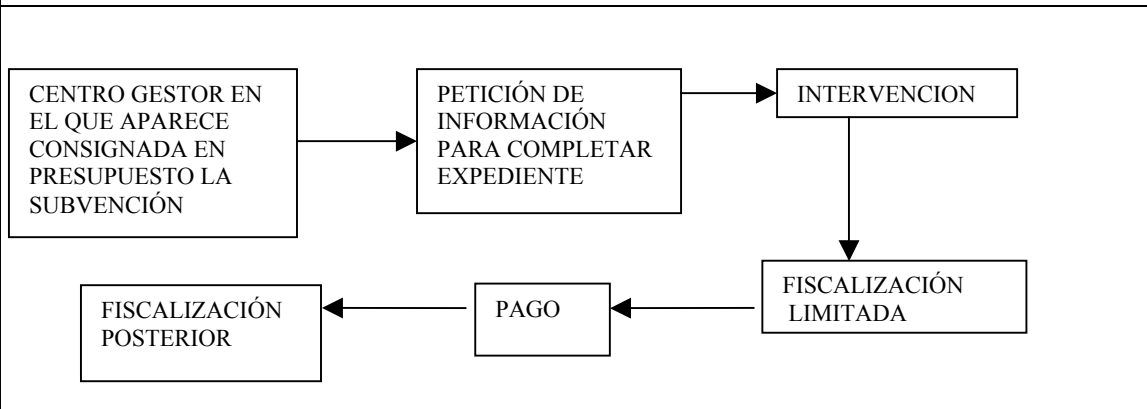 CENTRO GESTOR EN
EL QUE APARECE
CONSIGNADA EN
PRESUPUESTO LA
SUBVENCIÓN
PETICIÓN DE
INFORMACIÓN
PARA COMPLETAR
EXPEDIENTE
INTERVENCION
FISCALIZACIÓN
LIMITADA
PAGO
FISCALIZACIÓN
POSTERIOR